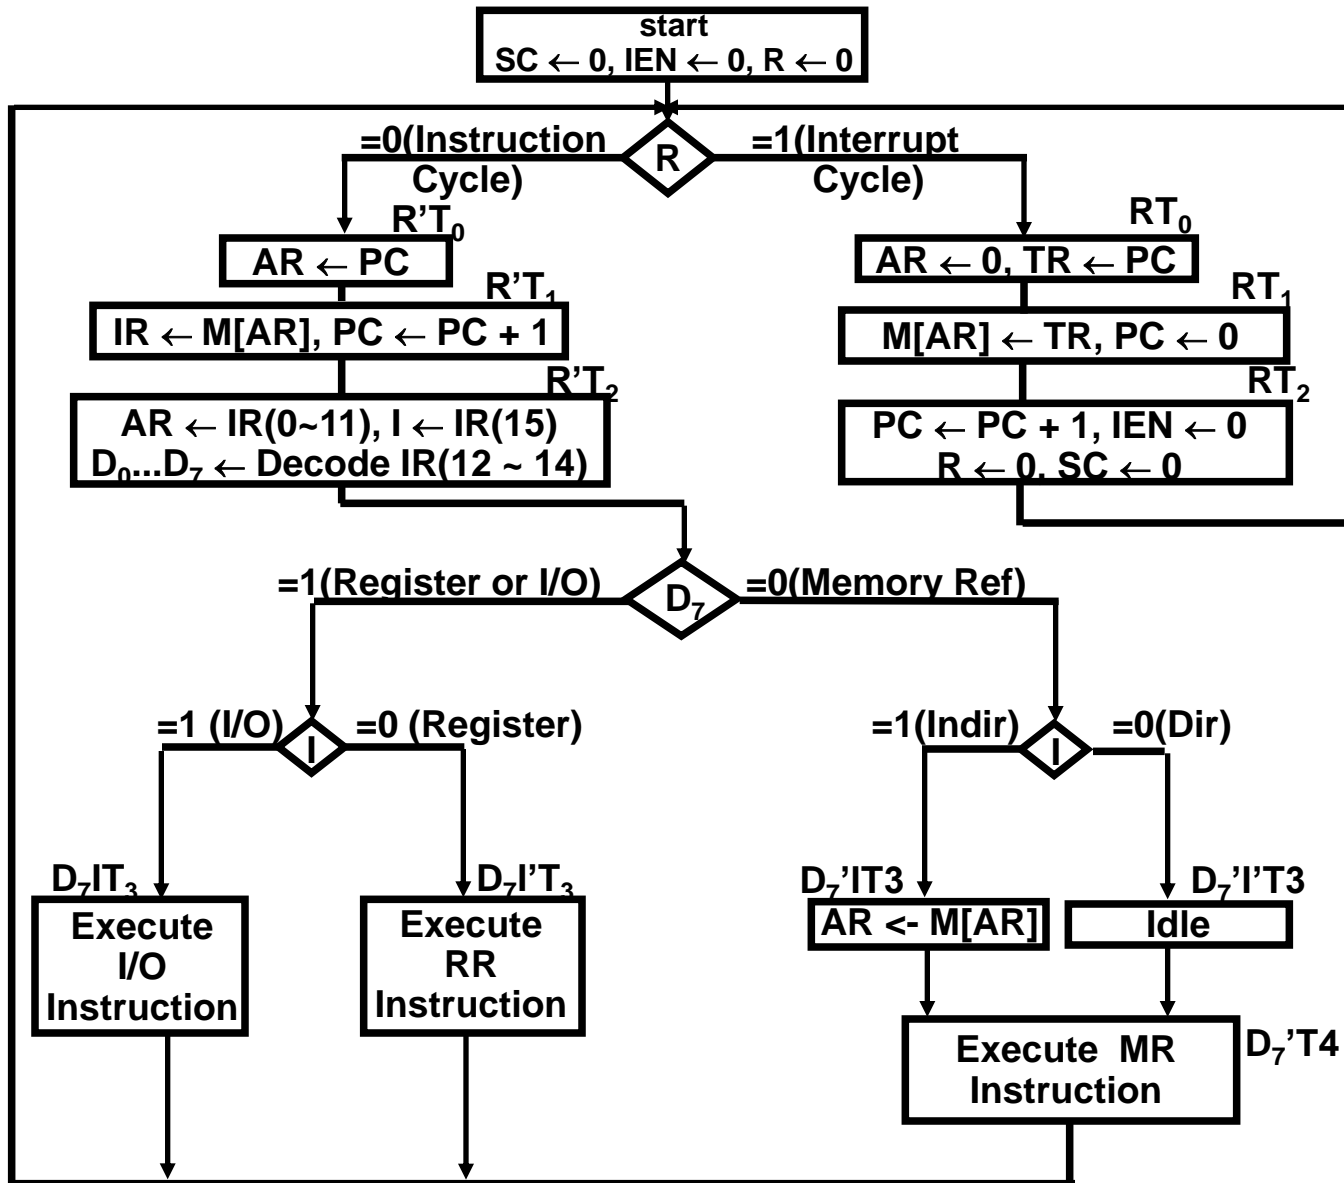 start
SC ← 0, IEN ← 0, R ← 0
=0(Instruction
Cycle)
R
=1(Interrupt
Cycle)
R’T₀
AR ← PC
R’T₁
IR ← M[AR], PC ← PC + 1
R’T₂
AR ← IR(0~11), I ← IR(15)
D₀...D₇ ← Decode IR(12 ~ 14)
RT₀
AR ← 0, TR ← PC
RT₁
M[AR] ← TR, PC ← 0
RT₂
PC ← PC + 1, IEN ← 0
R ← 0, SC ← 0
=1(Register or I/O)
D₇
=0(Memory Ref)
=1 (I/O)
I
=0 (Register)
=1(Indir)
I
=0(Dir)
D₇IT₃
Execute
I/O
Instruction
D₇I’T₃
Execute
RR
Instruction
D₇’IT3
AR <- M[AR]
D₇’I’T3
Idle
Execute MR
Instruction
D₇’T4